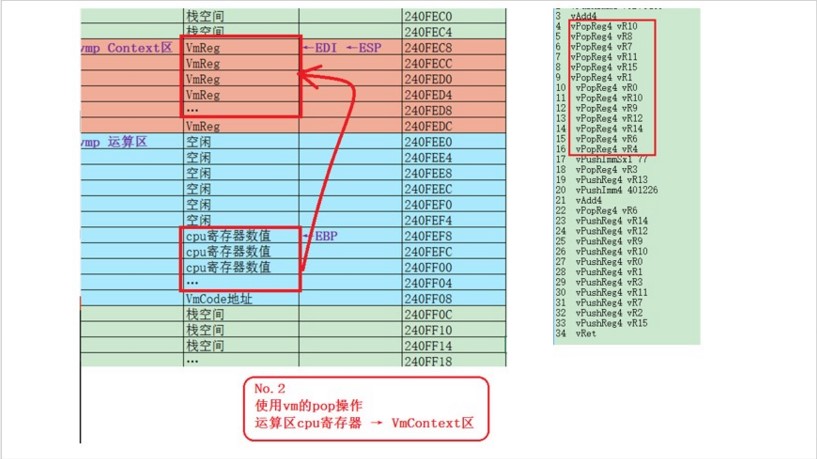 栈空间 240FEC0
栈空间 240FEC4
vmp Context区 VmReg ←EDI ←ESP 240FEC8
VmReg 240FECC
VmReg 240FED0
VmReg 240FED4
… 240FED8
VmReg 240FEDC
vmp 运算区 空闲 240FEE0
空闲 240FEE4
空闲 240FEE8
空闲 240FEEC
空闲 240FEF0
空闲 240FEF4
cpu寄存器数值 ←EBP 240FEF8
cpu寄存器数值 240FEFC
cpu寄存器数值 240FF00
… 240FF04
VmCode地址 240FF08
栈空间 240FF0C
栈空间 240FF10
栈空间 240FF14
… 240FF18
No.2
使用vm的pop操作
运算区cpu寄存器 → VmContext区
3 vAdd4
4 vPopReg4 vR10
5 vPopReg4 vR8
6 vPopReg4 vR7
7 vPopReg4 vR11
8 vPopReg4 vR15
9 vPopReg4 vR1
10 vPopReg4 vR0
11 vPopReg4 vR10
12 vPopReg4 vR9
13 vPopReg4 vR12
14 vPopReg4 vR14
15 vPopReg4 vR6
16 vPopReg4 vR4
17 vPushImmSx1 77
18 vPopReg4 vR3
19 vPushReg4 vR13
20 vPushImm4 401226
21 vAdd4
22 vPopReg4 vR6
23 vPushReg4 vR14
24 vPushReg4 vR12
25 vPushReg4 vR9
26 vPushReg4 vR10
27 vPushReg4 vR0
28 vPushReg4 vR1
29 vPushReg4 vR3
30 vPushReg4 vR11
31 vPushReg4 vR7
32 vPushReg4 vR2
33 vPushReg4 vR15
34 vRet